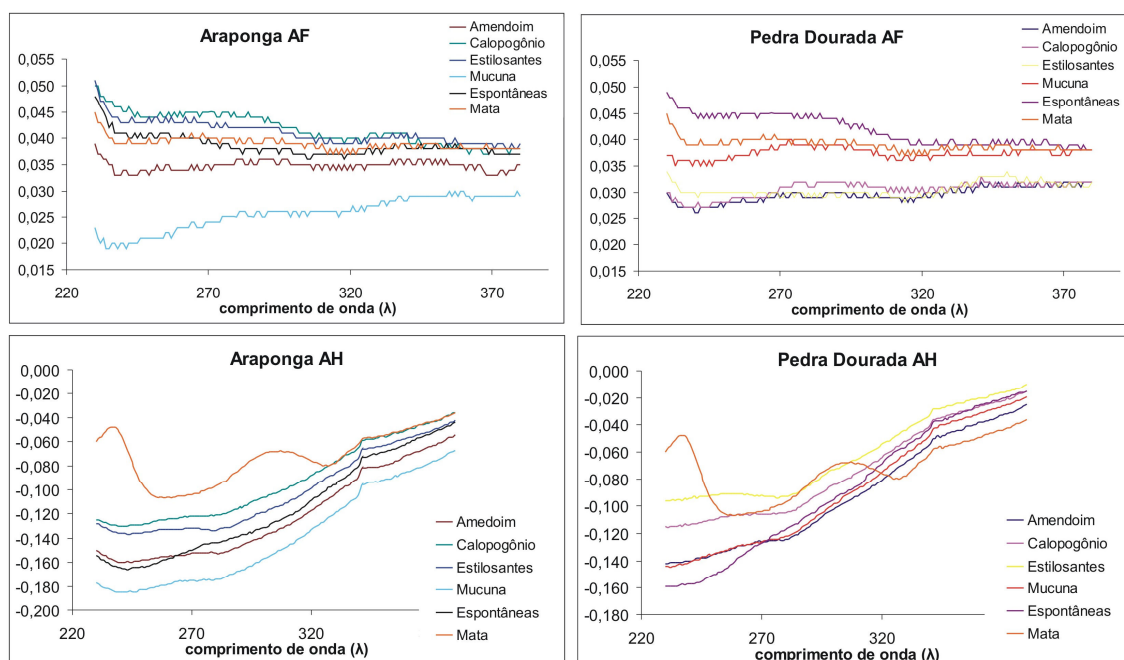 Araponga AF
Amendoim
Calopogônio
Estilosantes
Mucuna
Espontâneas
Mata
0,055
0,050
0,045
0,040
0,035
0,030
0,025
0,020
0,015
220
270
320
370
comprimento de onda (λ)
Pedra Dourada AF
Amendoim
Calopogônio
Estilosantes
Mucuna
Espontâneas
Mata
0,055
0,050
0,045
0,040
0,035
0,030
0,025
0,020
0,015
220
270
320
370
comprimento de onda (λ)
Araponga AH
0,000
-0,020
-0,040
-0,060
-0,080
-0,100
-0,120
-0,140
-0,160
-0,180
-0,200
220
270
320
comprimento de onda (λ)
Amedoim
Calopogônio
Estilosantes
Mucuna
Espontâneas
Mata
Pedra Dourada AH
0,000
-0,020
-0,040
-0,060
-0,080
-0,100
-0,120
-0,140
-0,160
-0,180
220
270
320
comprimento de onda (λ)
Amendoim
Calopogônio
Estilosantes
Mucuna
Espontâneas
Mata